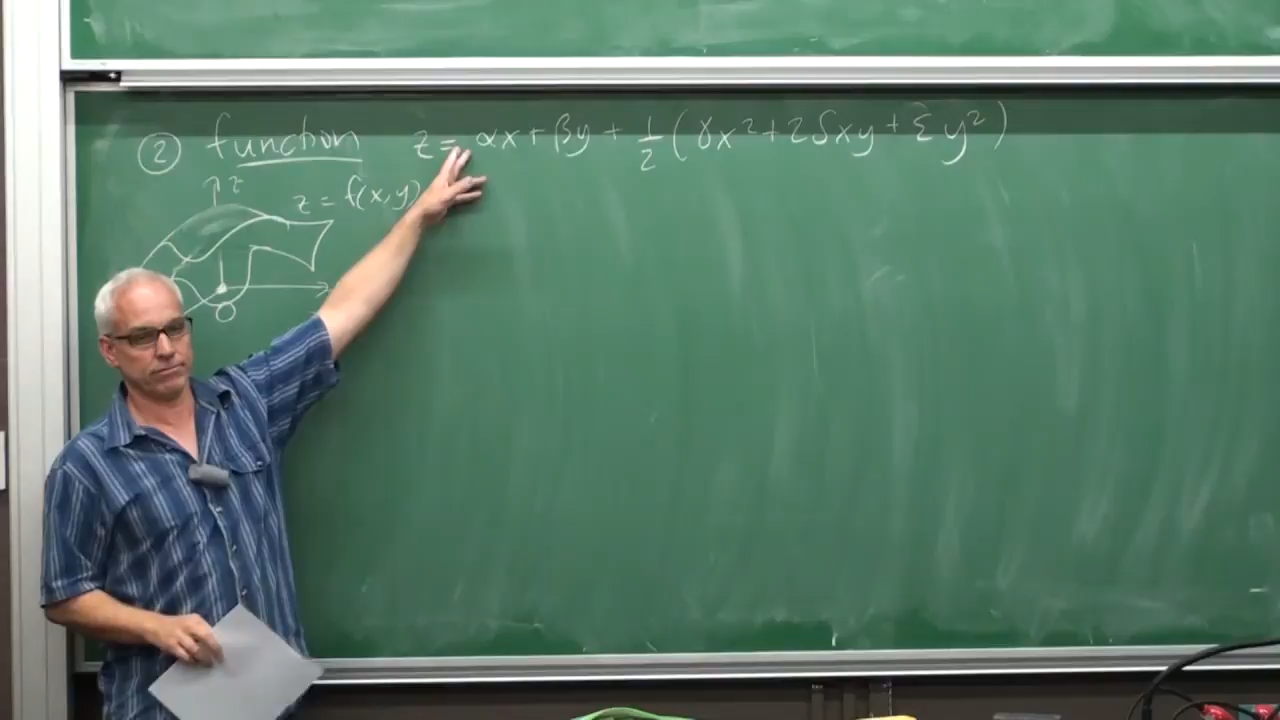 ② function z = αx + βy + 1/2 (γx² + 2δxy + εy²)
z
z = f(x,y)